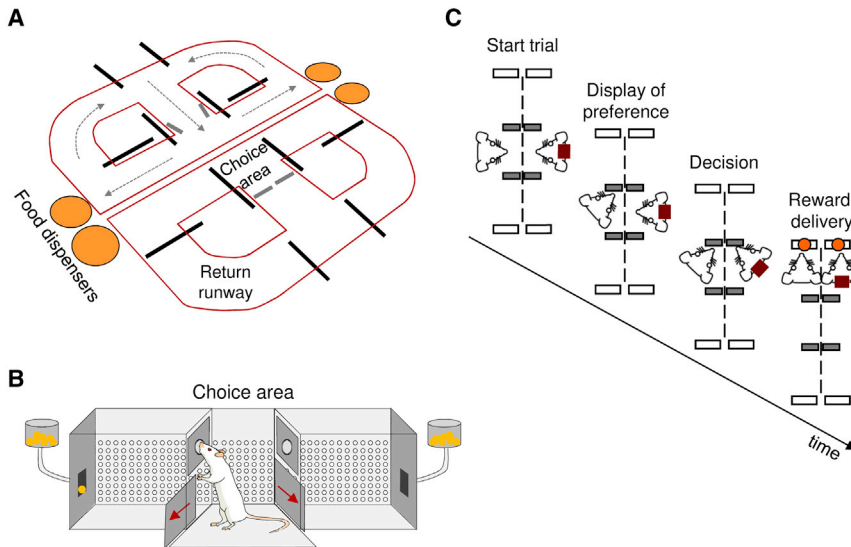 A
Choice
area
Food dispensers
Return
runway
B
Choice area
C
Start trial
Display of
preference
Decision
Reward
delivery
time